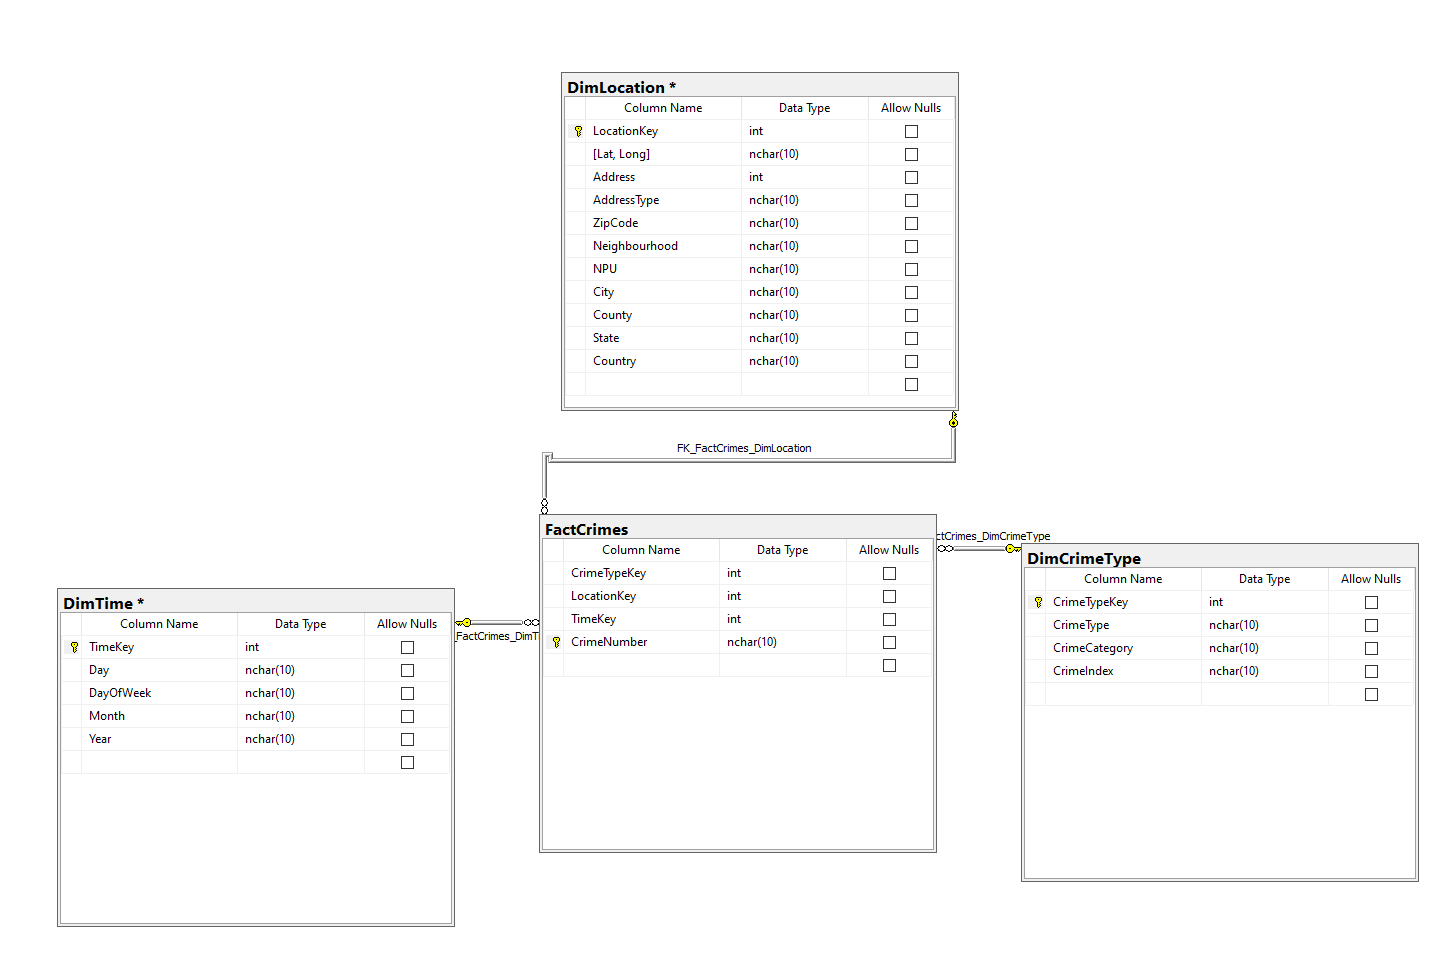 DimLocation *
Column Name Data Type Allow Nulls
LocationKey int
[Lat, Long] nchar(10)
Address int
AddressType nchar(10)
ZipCode nchar(10)
Neighbourhood nchar(10)
NPU nchar(10)
City nchar(10)
County nchar(10)
State nchar(10)
Country nchar(10)
FK_FactCrimes_DimLocation
FactCrimes
Column Name Data Type Allow Nulls
CrimeTypeKey int
LocationKey int
TimeKey int
CrimeNumber nchar(10)
ctCrimes_DimCrimeType
DimCrimeType
Column Name Data Type Allow Nulls
CrimeTypeKey int
CrimeType nchar(10)
CrimeCategory nchar(10)
CrimeIndex nchar(10)
DimTime *
Column Name Data Type Allow Nulls
TimeKey int
Day nchar(10)
DayOfWeek nchar(10)
Month nchar(10)
Year nchar(10)
_FactCrimes_DimTi